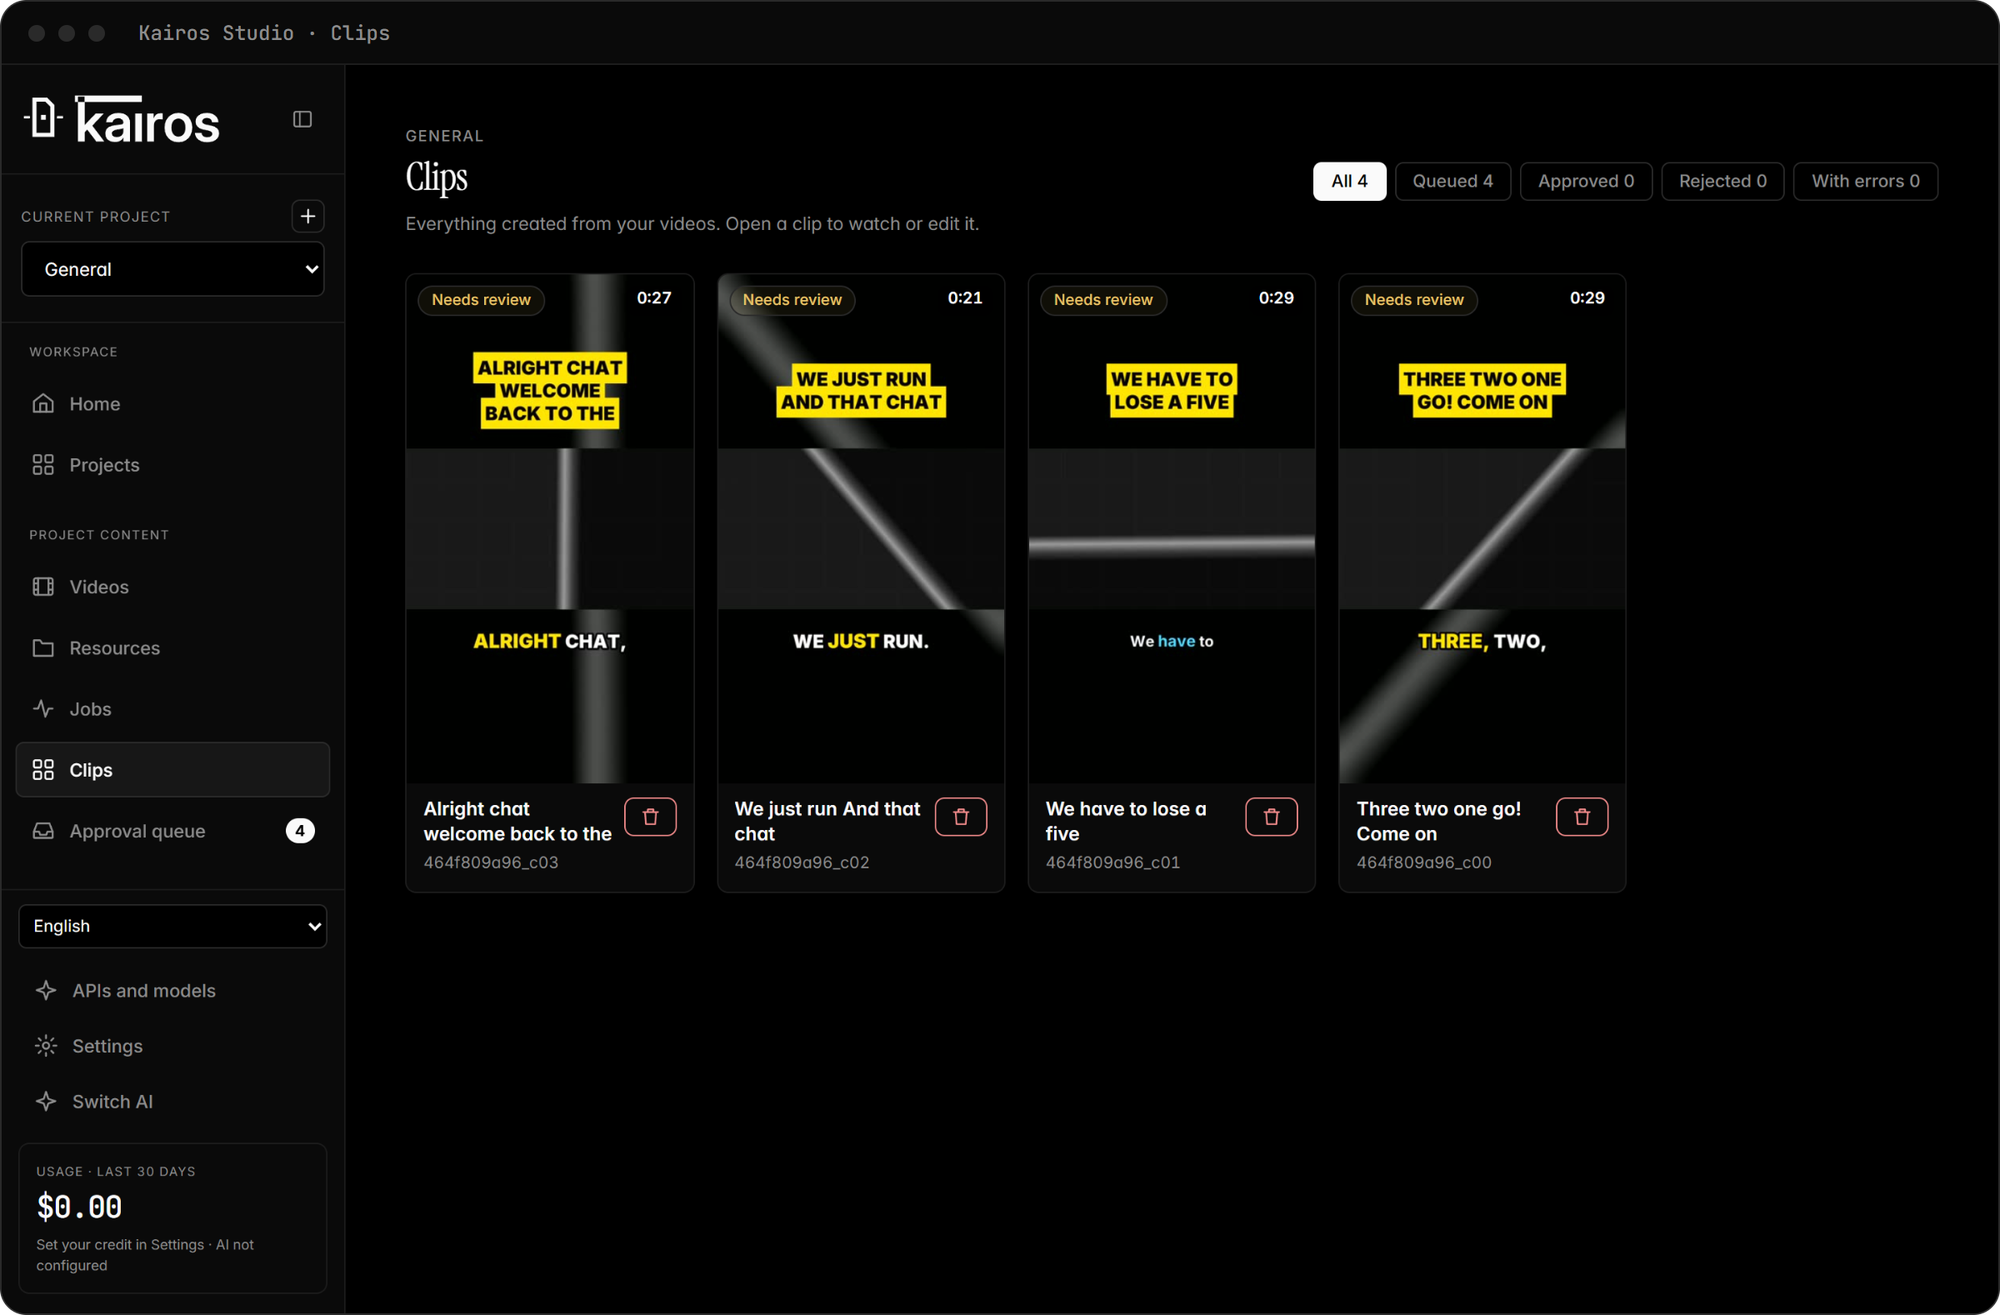 Kairos Studio · Clips
kairos
CURRENT PROJECT
General
WORKSPACE
Home
Projects
PROJECT CONTENT
Videos
Resources
Jobs
Clips
Approval queue 4
English
APIs and models
Settings
Switch AI
USAGE · LAST 30 DAYS
$0.00
Set your credit in Settings · AI not
configured
GENERAL
Clips
Everything created from your videos. Open a clip to watch or edit it.
All 4
Queued 4
Approved 0
Rejected 0
With errors 0
Needs review 0:27
ALRIGHT CHAT
WELCOME
BACK TO THE
ALRIGHT CHAT,
Alright chat
welcome back to the
464f809a96_c03
Needs review 0:21
WE JUST RUN
AND THAT CHAT
WE JUST RUN.
We just run And that
chat
464f809a96_c02
Needs review 0:29
WE HAVE TO
LOSE A FIVE
We have to
We have to lose a
five
464f809a96_c01
Needs review 0:29
THREE TWO ONE
GO! COME ON
THREE, TWO,
Three two one go!
Come on
464f809a96_c00